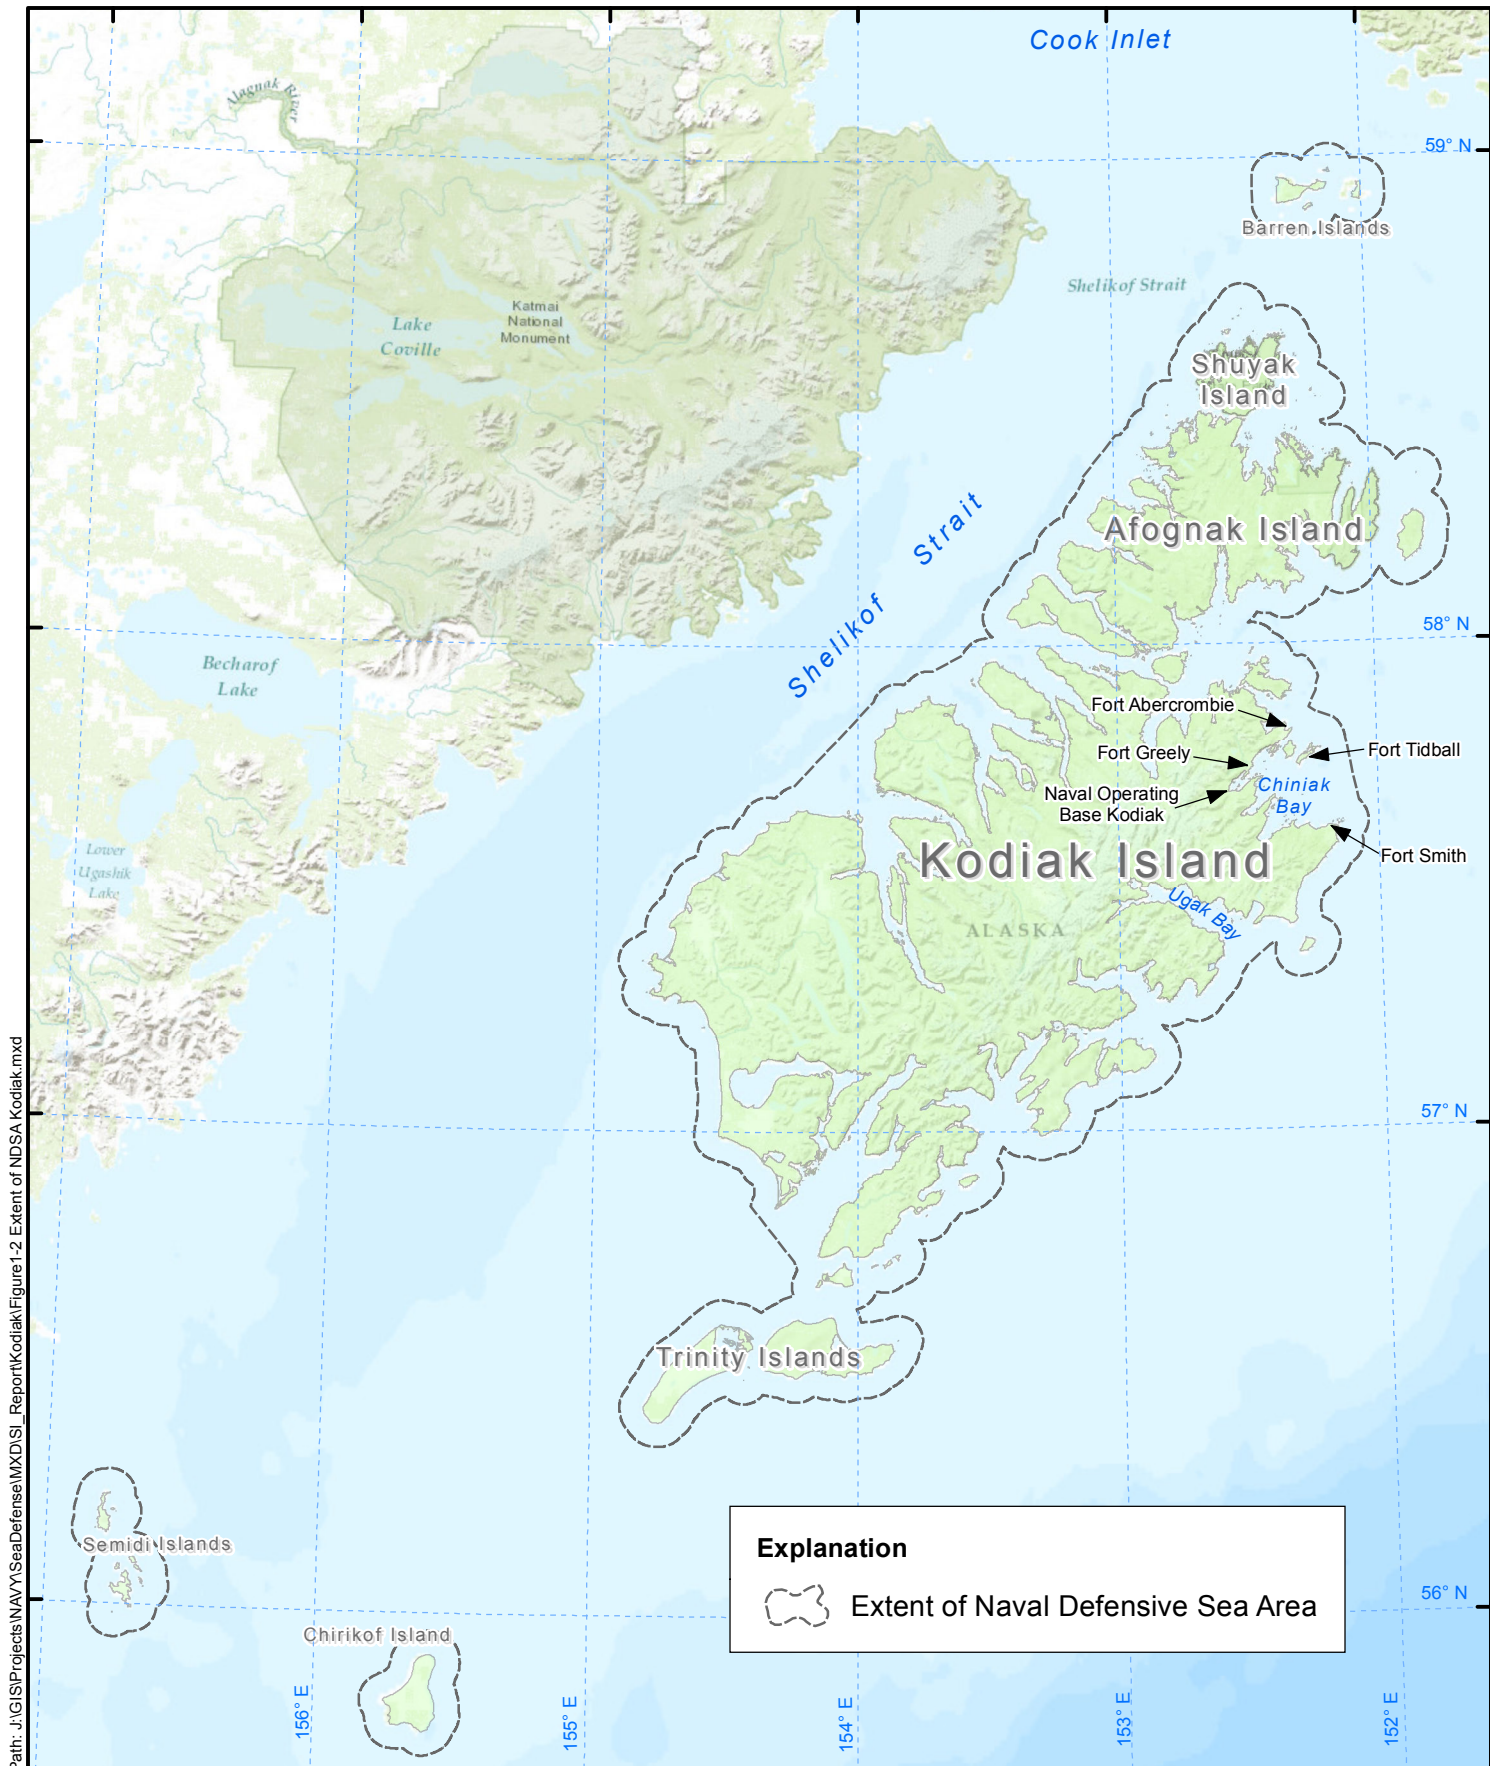 Cook Inlet
Alagnak River
59° N
Barren Islands
Shelikof Strait
Katmai
National
Monument
Lake
Coville
Shuyak
Island
Afognak Island
Shelikof Strait
58° N
Becharof
Lake
Fort Abercrombie
Fort Greely
Fort Tidball
Naval Operating
Base Kodiak
Chiniak
Bay
Fort Smith
Kodiak Island
Lower
Ugashik
Lake
Ugak Bay
ALASKA
57° N
Trinity Islands
Semidi Islands
Chirikof Island
Explanation
Extent of Naval Defensive Sea Area
56° N
156° E
155° E
154° E
153° E
152° E
Path: J:\GIS\Projects\NAVY\SeaDefense\MXD\SI_Report\Kodiak\Figure1-2 Extent of NDSA Kodiak.mxd